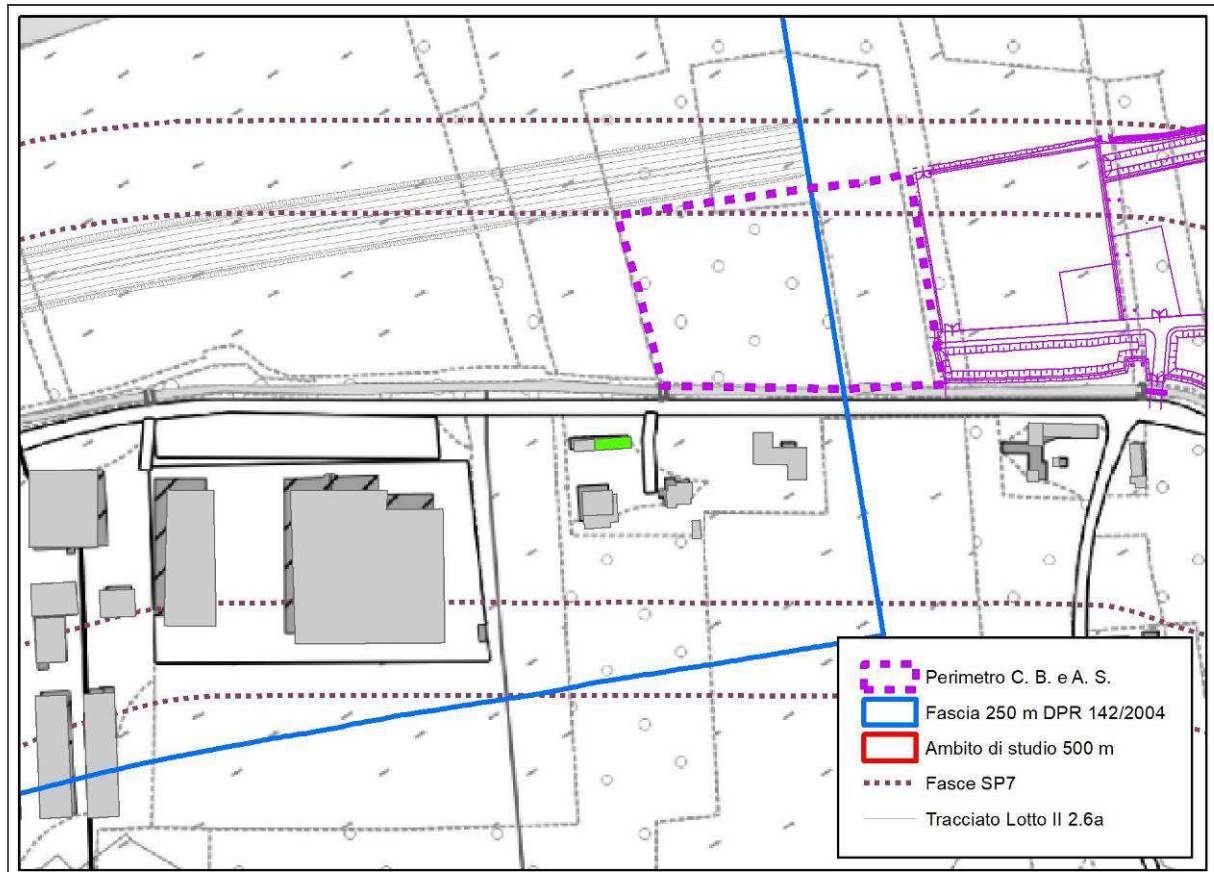 Perimetro C. B. e A. S.
Fascia 250 m DPR 142/2004
Ambito di studio 500 m
Fasce SP7
Tracciato Lotto II 2.6a